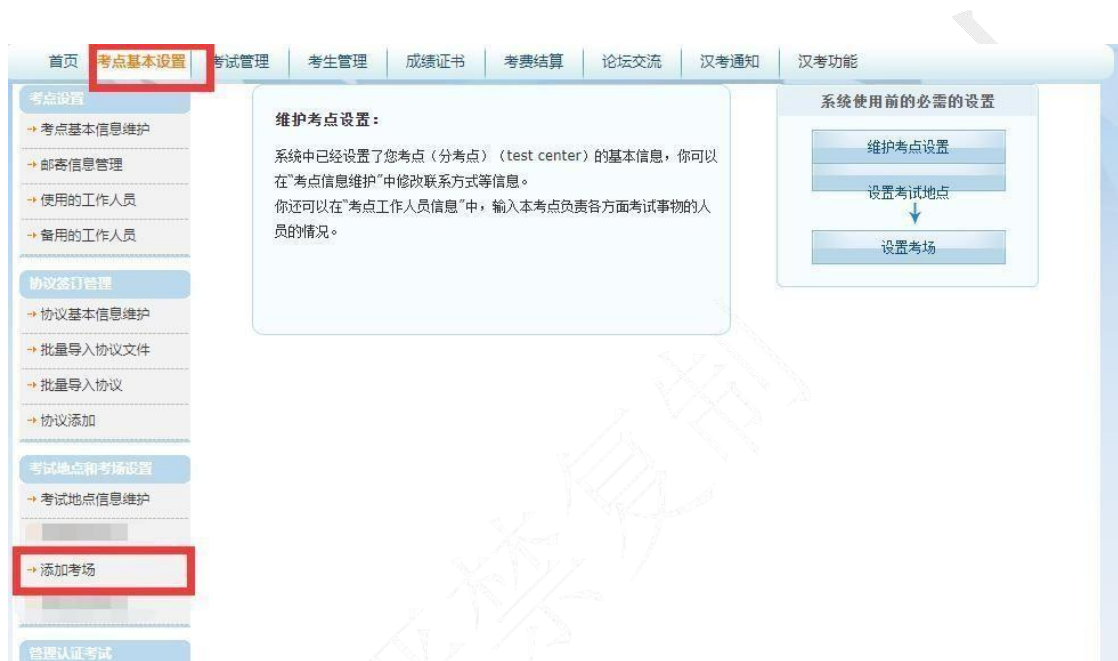 首页 考点基本设置 考试管理 考生管理 成绩证书 考费结算 论坛交流 汉考通知 汉考功能
考点设置
考点基本信息维护
邮寄信息管理
使用的工作人员
备用的工作人员
协议签订管理
协议基本信息维护
批量导入协议文件
批量导入协议
协议添加
考试地点和考场设置
考试地点信息维护
添加考场
管理认证考试
维护考点设置：
系统中已经设置了您考点（分考点）（test center）的基本信息，你可以
在"考点信息维护"中修改联系方式等信息。
你还可以在"考点工作人员信息"中，输入本考点负责各方面考试事物的人
员的情况。
系统使用前的必需的设置
维护考点设置
设置考试地点
设置考场